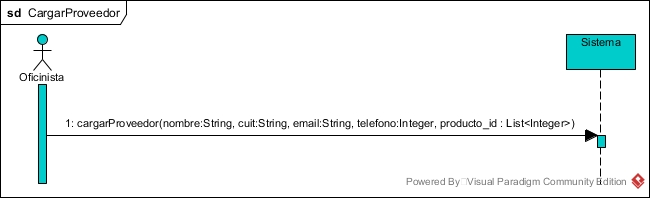 sd CargarProveedor
Oficinista
Sistema
1: cargarProveedor(nombre:String, cuit:String, email:String, telefono:Integer, producto_id : List<Integer>)
Powered By Visual Paradigm Community Edition